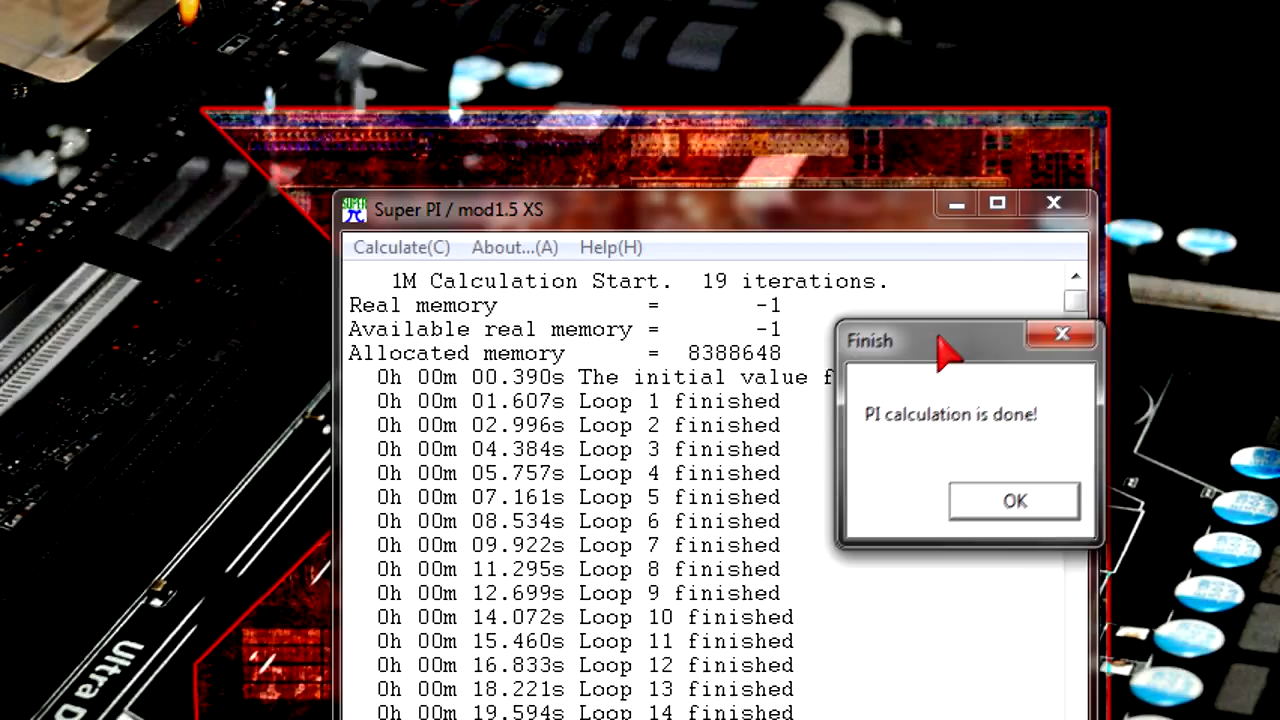 Super PI / mod1.5 XS
Calculate(C) About...(A) Help(H)
1M Calculation Start. 19 iterations.
Real memory = -1
Available real memory = -1
Allocated memory = 8388648
0h 00m 00.390s The initial value f
0h 00m 01.607s Loop 1 finished
0h 00m 02.996s Loop 2 finished
0h 00m 04.384s Loop 3 finished
0h 00m 05.757s Loop 4 finished
0h 00m 07.161s Loop 5 finished
0h 00m 08.534s Loop 6 finished
0h 00m 09.922s Loop 7 finished
0h 00m 11.295s Loop 8 finished
0h 00m 12.699s Loop 9 finished
0h 00m 14.072s Loop 10 finished
0h 00m 15.460s Loop 11 finished
0h 00m 16.833s Loop 12 finished
0h 00m 18.221s Loop 13 finished
0h 00m 19.594s Loop 14 finished
Finish
PI calculation is done!
OK
Ultra D